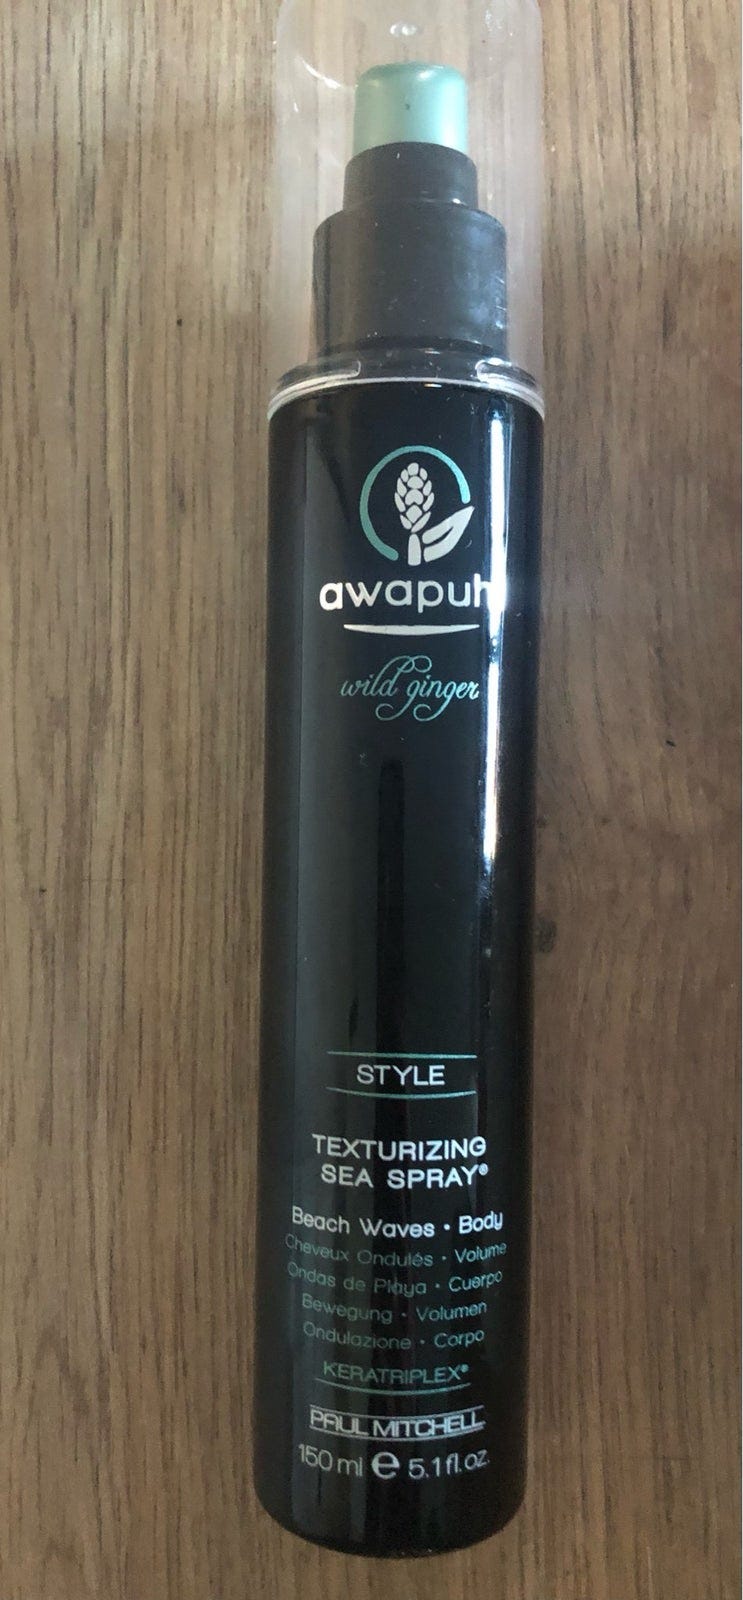 awapuh
wild ginger
STYLE
TEXTURIZING
SEA SPRAY®
Beach Waves • Body
Cheveux Ondulés • Volume
Ondas de Playa • Cuerpo
Bewegung • Volumen
Ondulazione • Corpo
KERATRIPLEX®
PAUL MITCHELL
150 ml e 5.1 fl. oz.